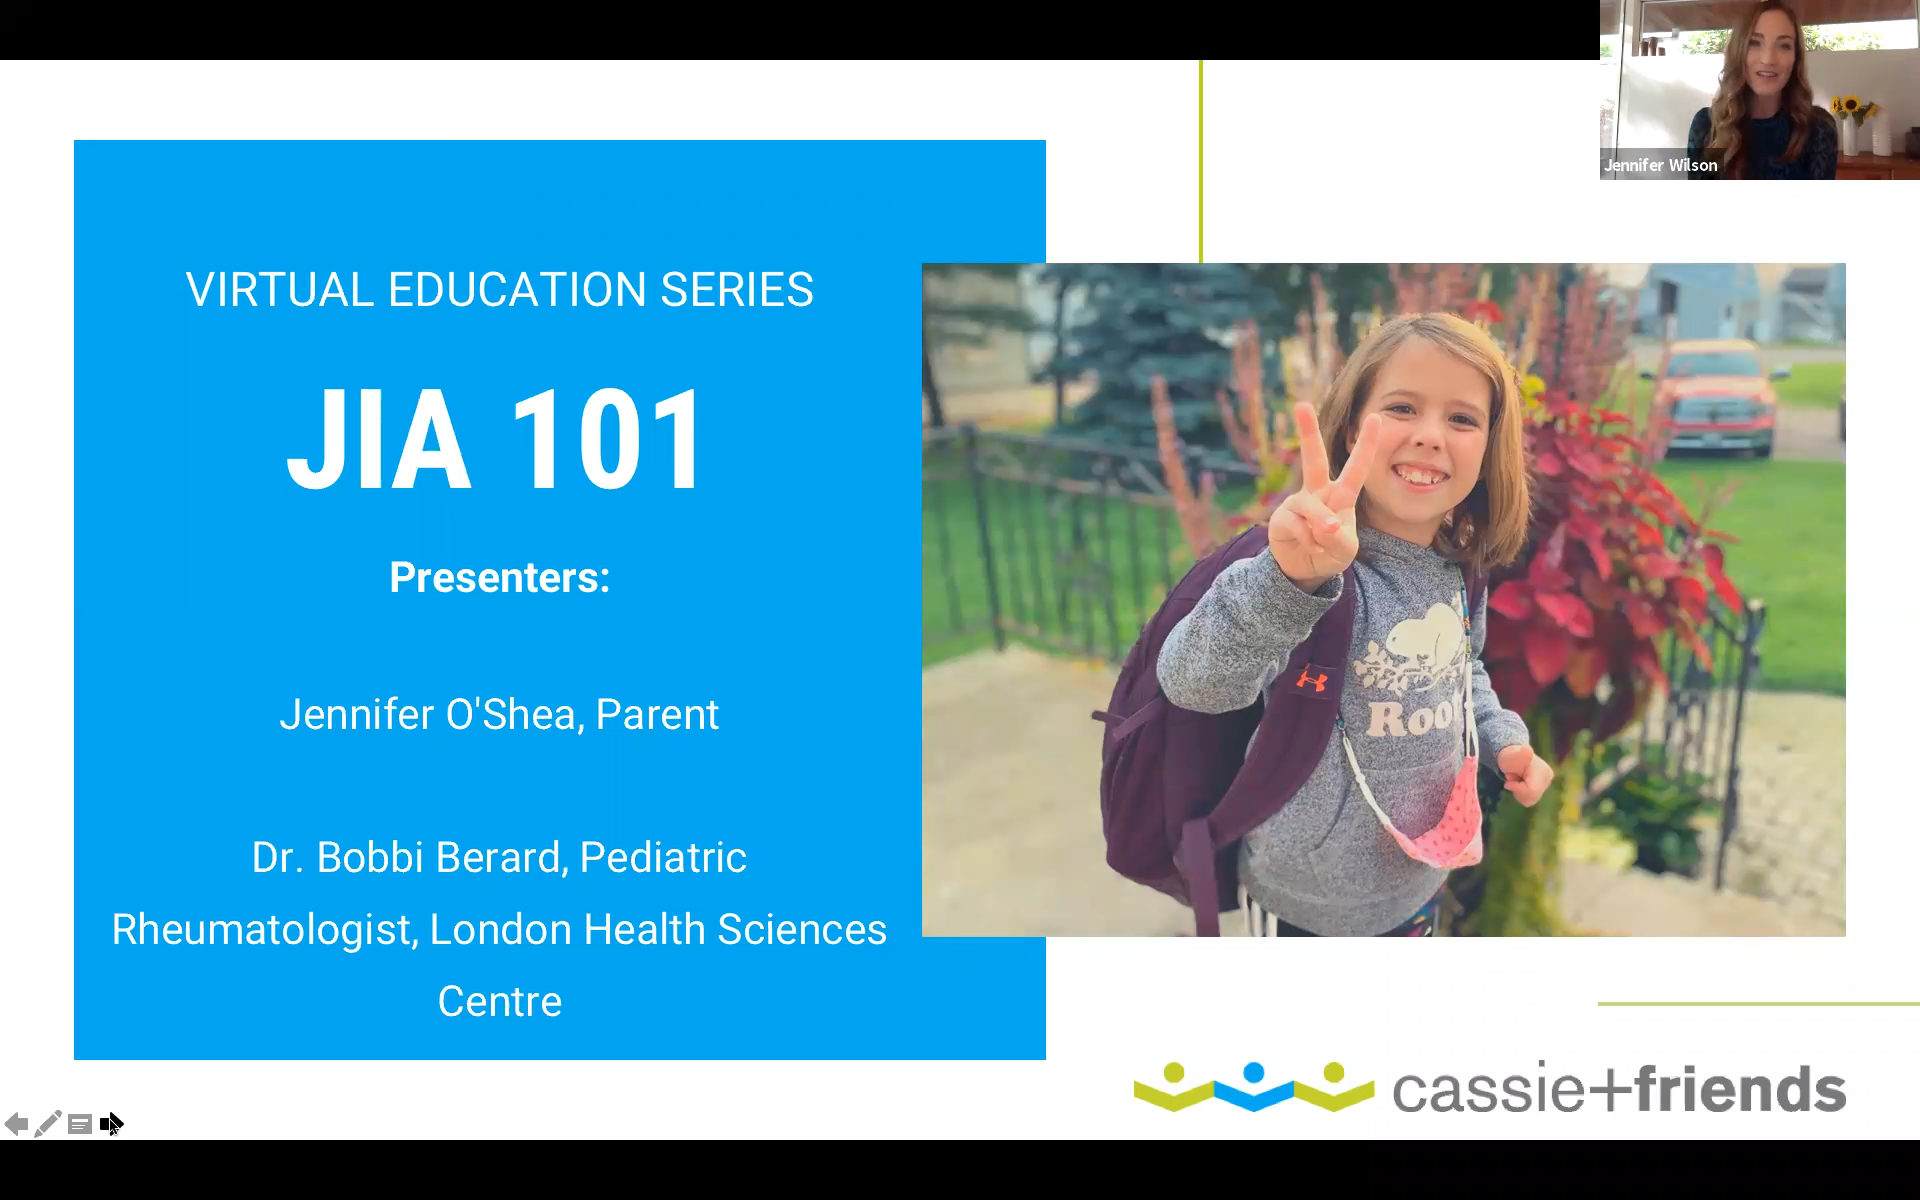 Jennifer Wilson
VIRTUAL EDUCATION SERIES
JIA 101
Presenters:
Jennifer O'Shea, Parent
Dr. Bobbi Berard, Pediatric
Rheumatologist, London Health Sciences
Centre
Roo
cassie+friends